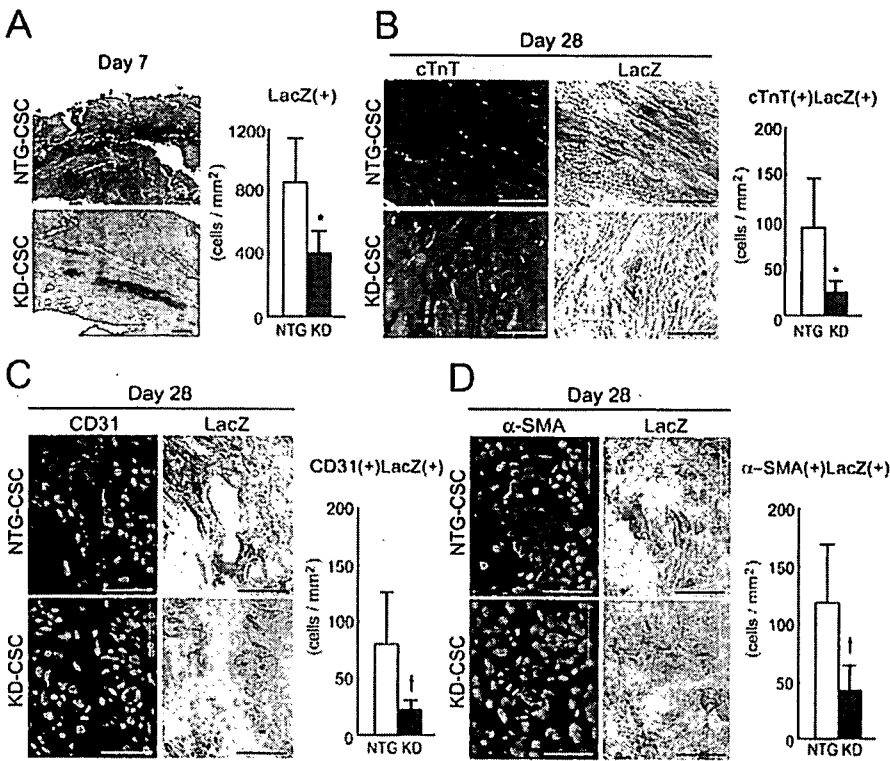 A
Day 7
NTG-CSC
KD-CSC
LacZ(+)
(cells / mm²)
1200
800
400
0
*
NTG KD
B
Day 28
cTnT
LacZ
NTG-CSC
KD-CSC
cTnT(+)LacZ(+)
(cells / mm²)
200
150
100
50
0
*
NTG KD
C
Day 28
CD31
LacZ
NTG-CSC
KD-CSC
CD31(+)LacZ(+)
(cells / mm²)
200
150
100
50
0
†
NTG KD
D
Day 28
α-SMA
LacZ
NTG-CSC
KD-CSC
α-SMA(+)LacZ(+)
(cells / mm²)
200
150
100
50
0
†
NTG KD